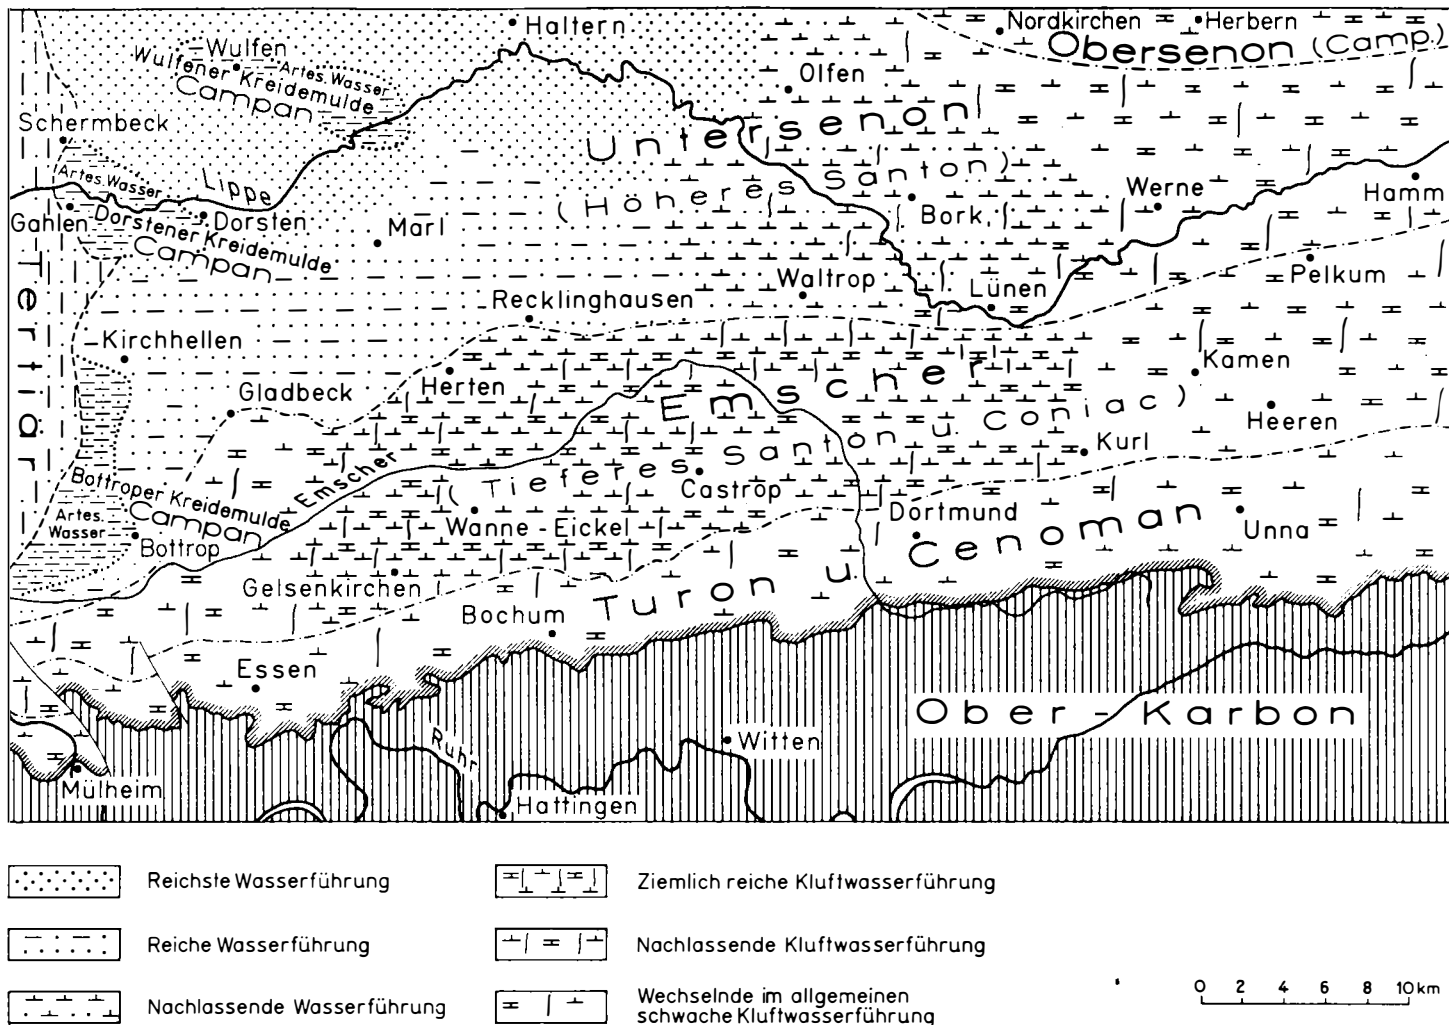 Haltern
Nordkirchen
Herbern
Obersenon (Camp.)
Wulfen
Artes. Wasser
Wulfener Kreidemulde
Campan
Olfen
Schermbeck
Untersenon
(Höheres Santon)
Artes. Wasser
Lippe
Werne
Hamm
Gahlen
Dorstener Kreidemulde
Campan
Dorsten
Marl
Bork
Pelkum
Tertiär
Recklinghausen
Waltrop
Lünen
Kirchhellen
Kamen
Gladbeck
Herten
Emscher
(Tieferes Santon u. Coniac)
Heeren
Kurl
Emscher
Castrop
Bottroper Kreidemulde
Campan
Artes.
Wasser
Bottrop
Wanne-Eickel
Dortmund
Unna
Turon u. Cenoman
Gelsenkirchen
Bochum
Essen
Ober-Karbon
Ruhr
Witten
Mülheim
Hattingen
Reichste Wasserführung
Reiche Wasserführung
Nachlassende Wasserführung
Ziemlich reiche Kluftwasserführung
Nachlassende Kluftwasserführung
Wechselnde im allgemeinen
schwache Kluftwasserführung
0 2 4 6 8 10 km